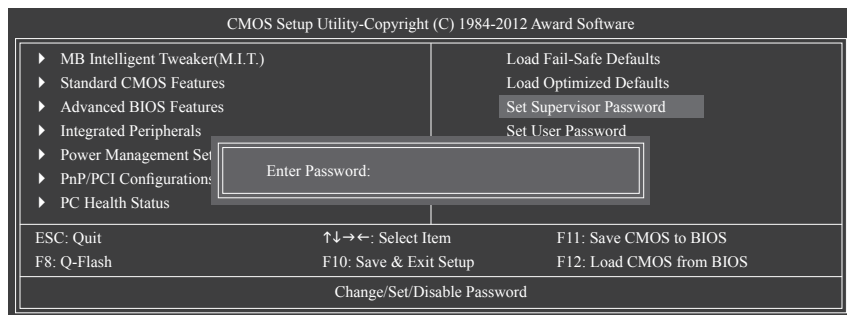 CMOS Setup Utility-Copyright (C) 1984-2012 Award Software
MB Intelligent Tweaker(M.I.T.)
Standard CMOS Features
Advanced BIOS Features
Integrated Peripherals
Power Management Set
PnP/PCI Configurations
PC Health Status
Load Fail-Safe Defaults
Load Optimized Defaults
Set Supervisor Password
Set User Password
Enter Password:
ESC: Quit ↑↓→←: Select Item F11: Save CMOS to BIOS
F8: Q-Flash F10: Save & Exit Setup F12: Load CMOS from BIOS
Change/Set/Disable Password